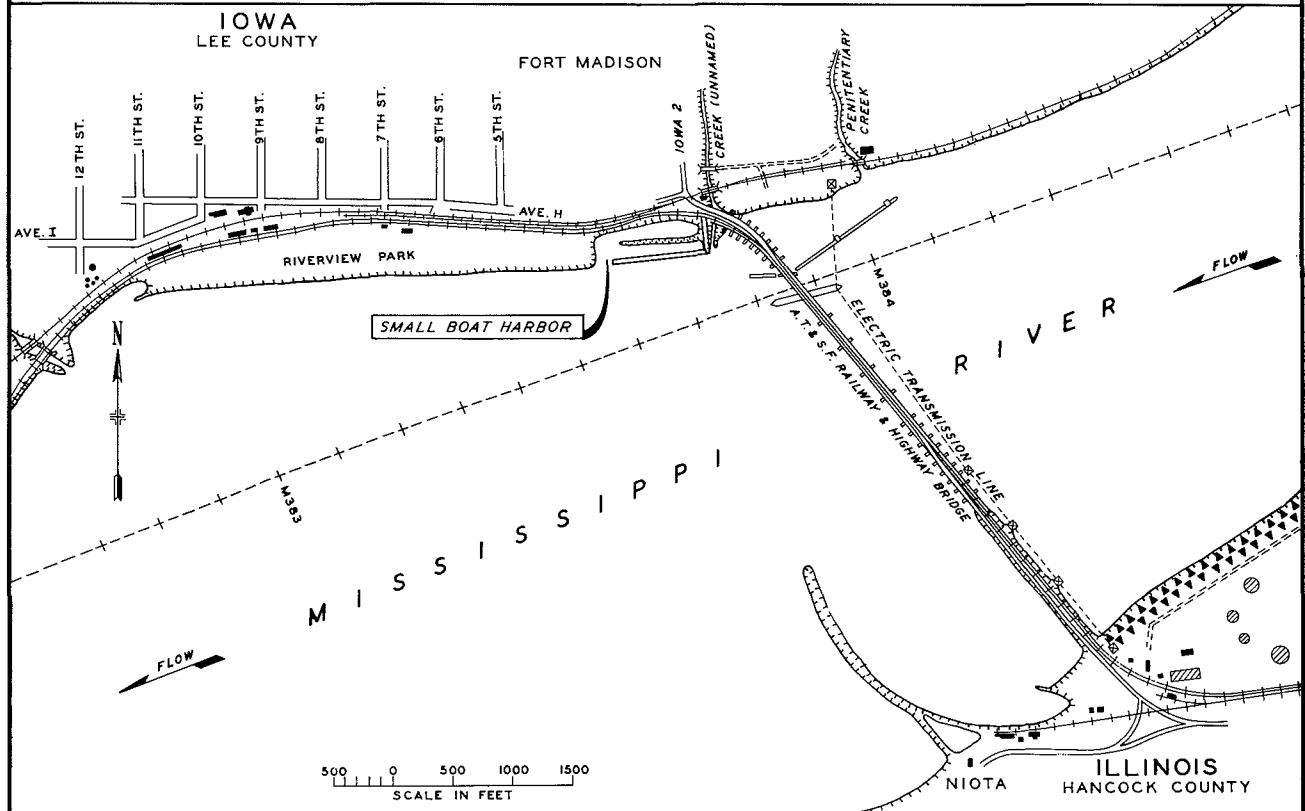 IOWA
LEE COUNTY
FORT MADISON
12TH ST.
11TH ST.
10TH ST.
9TH ST.
8TH ST.
7TH ST.
6TH ST.
5TH ST.
IOWA 2
CREEK (UNNAMED)
PENITENTIARY
CREEK
AVE. H
AVE. I
RIVERVIEW PARK
SMALL BOAT HARBOR
N
M384
FLOW
ELECTRIC TRANSMISSION LINE
A.T. & S.F. RAILWAY & HIGHWAY BRIDGE
MISSISSIPPI
RIVER
M383
FLOW
500 0 500 1000 1500
SCALE IN FEET
NIOTA
ILLINOIS
HANCOCK COUNTY